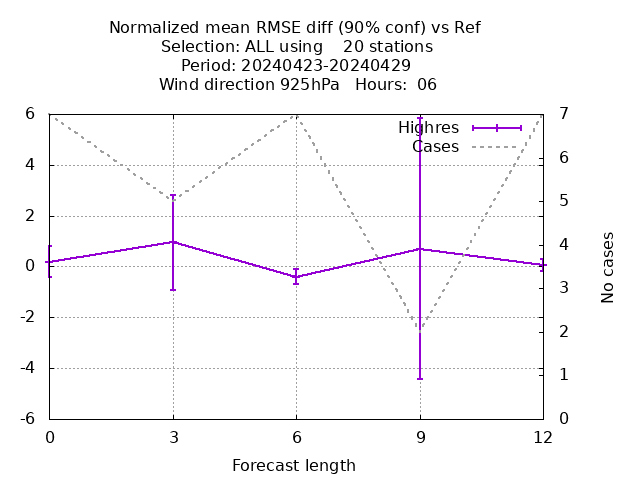 Normalized mean RMSE diff (90% conf) vs Ref
Selection: ALL using    20 stations
Period: 20240423-20240429
Wind direction 925hPa   Hours:  06
Highres
Cases
6
4
2
0
-2
-4
-6
7
6
5
4
3
2
1
0
No cases
0 3 6 9 12
Forecast length